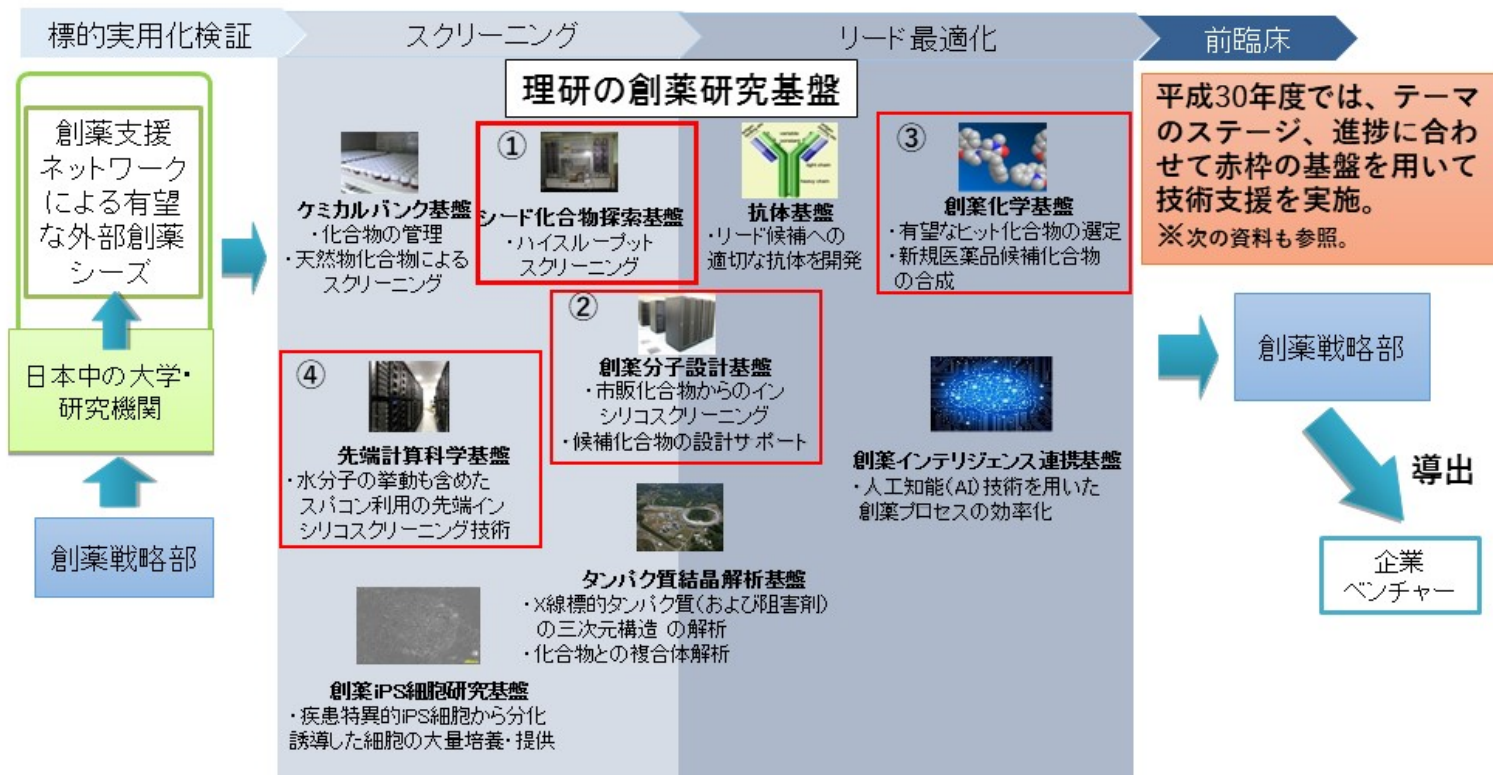 標的実用化検証
スクリーニング
リード最適化
前臨床
理研の創薬研究基盤
創薬支援
ネットワーク
による有望
な外部創薬
シーズ
日本中の大学・
研究機関
創薬戦略部
ケミカルバンク基盤
・化合物の管理
・天然物化合物による
スクリーニング
①
シード化合物探索基盤
・ハイスループット
スクリーニング
variable
constant
light chain
heavy chain
抗体基盤
・リード候補への
適切な抗体を開発
③
創薬化学基盤
・有望なヒット化合物の選定
・新規医薬品候補化合物
の合成
②
創薬分子設計基盤
・市販化合物からのイン
シリコスクリーニング
・候補化合物の設計サポート
④
先端計算科学基盤
・水分子の挙動も含めた
スパコン利用の先端イン
シリコスクリーニング技術
創薬インテリジェンス連携基盤
・人工知能(AI)技術を用いた
創薬プロセスの効率化
タンパク質結晶解析基盤
・X線標的タンパク質(および阻害剤)
の三次元構造 の解析
・化合物との複合体解析
創薬iPS細胞研究基盤
・疾患特異的iPS細胞から分化
誘導した細胞の大量培養・提供
平成30年度では、テーマ
のステージ、進捗に合わ
せて赤枠の基盤を用いて
技術支援を実施。
※次の資料も参照。
創薬戦略部
導出
企業
ベンチャー